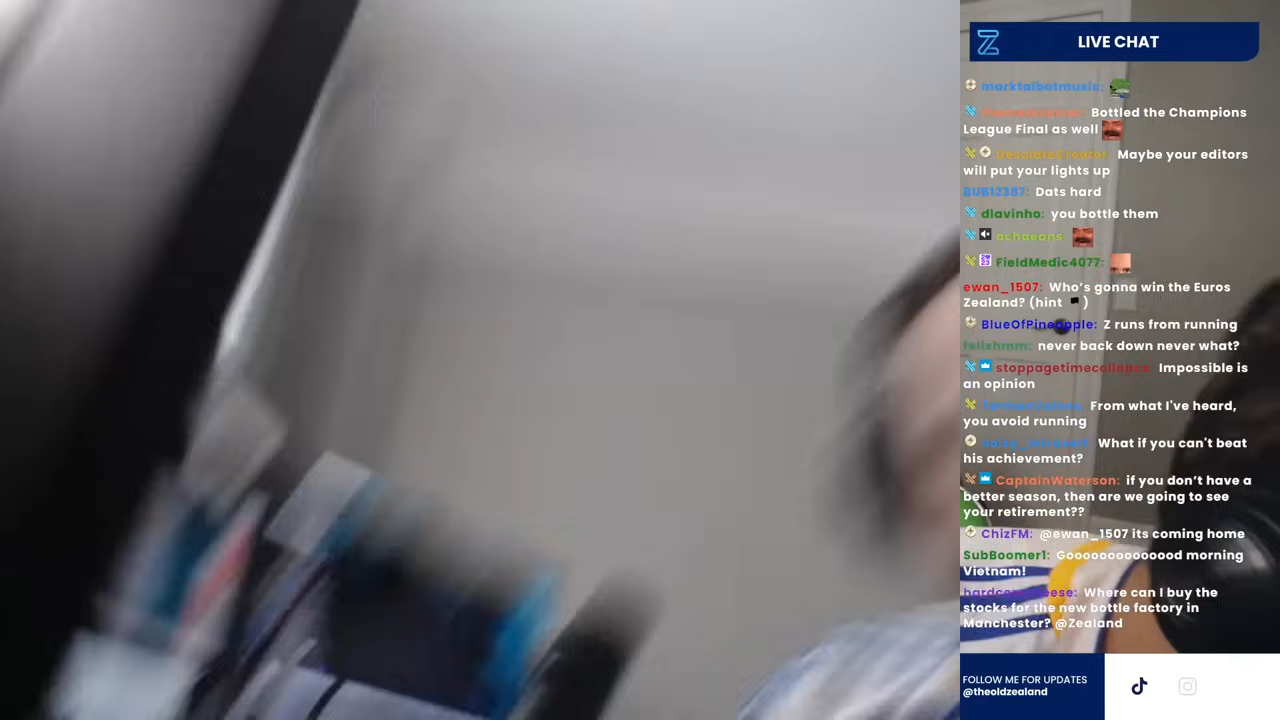 LIVE CHAT
marktalbotmusic:
Bottled the Champions
League Final as well
DesolateCreator: Maybe your editors
will put your lights up
BUB12387: Dats hard
dlavinho: you bottle them
achaeans:
FieldMedic4077:
ewan_1507: Who's gonna win the Euros
Zealand? (hint )
BlueOfPineapple: Z runs from running
felixhmm: never back down never what?
stoppagetimecollapse: Impossible is
an opinion
From what I've heard,
you avoid running
What if you can't beat
his achievement?
CaptainWaterson: if you don't have a
better season, then are we going to see
your retirement??
ChizFM: @ewan_1507 its coming home
SubBoomer1: Gooooooooooood morning
Vietnam!
Where can I buy the
stocks for the new bottle factory in
Manchester? @Zealand
FOLLOW ME FOR UPDATES
@theoldzealand